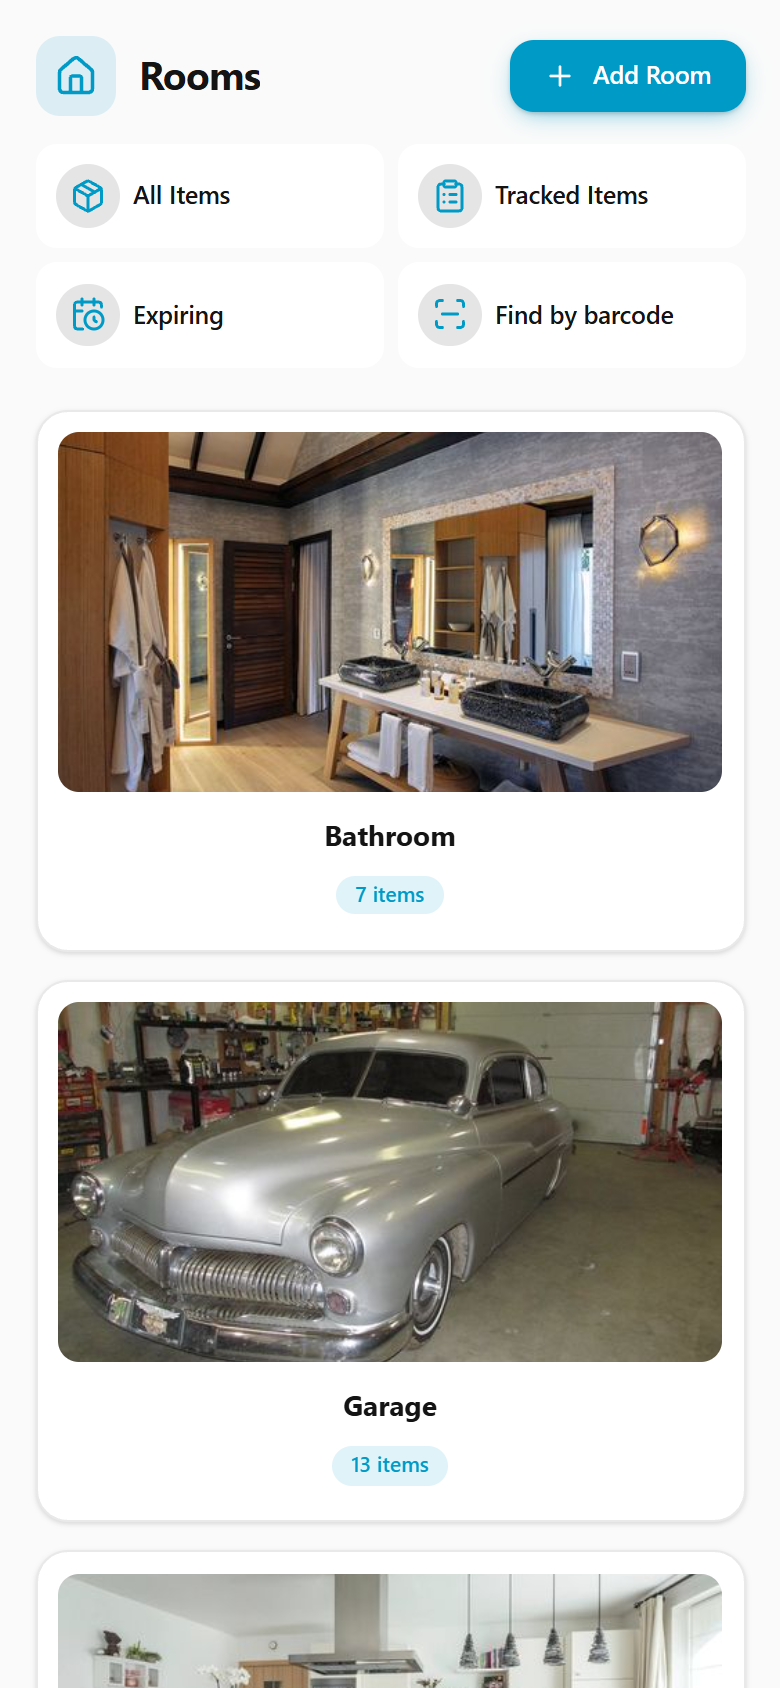 Rooms
Add Room
All Items
Tracked Items
Expiring
Find by barcode
Bathroom
7 items
Garage
13 items